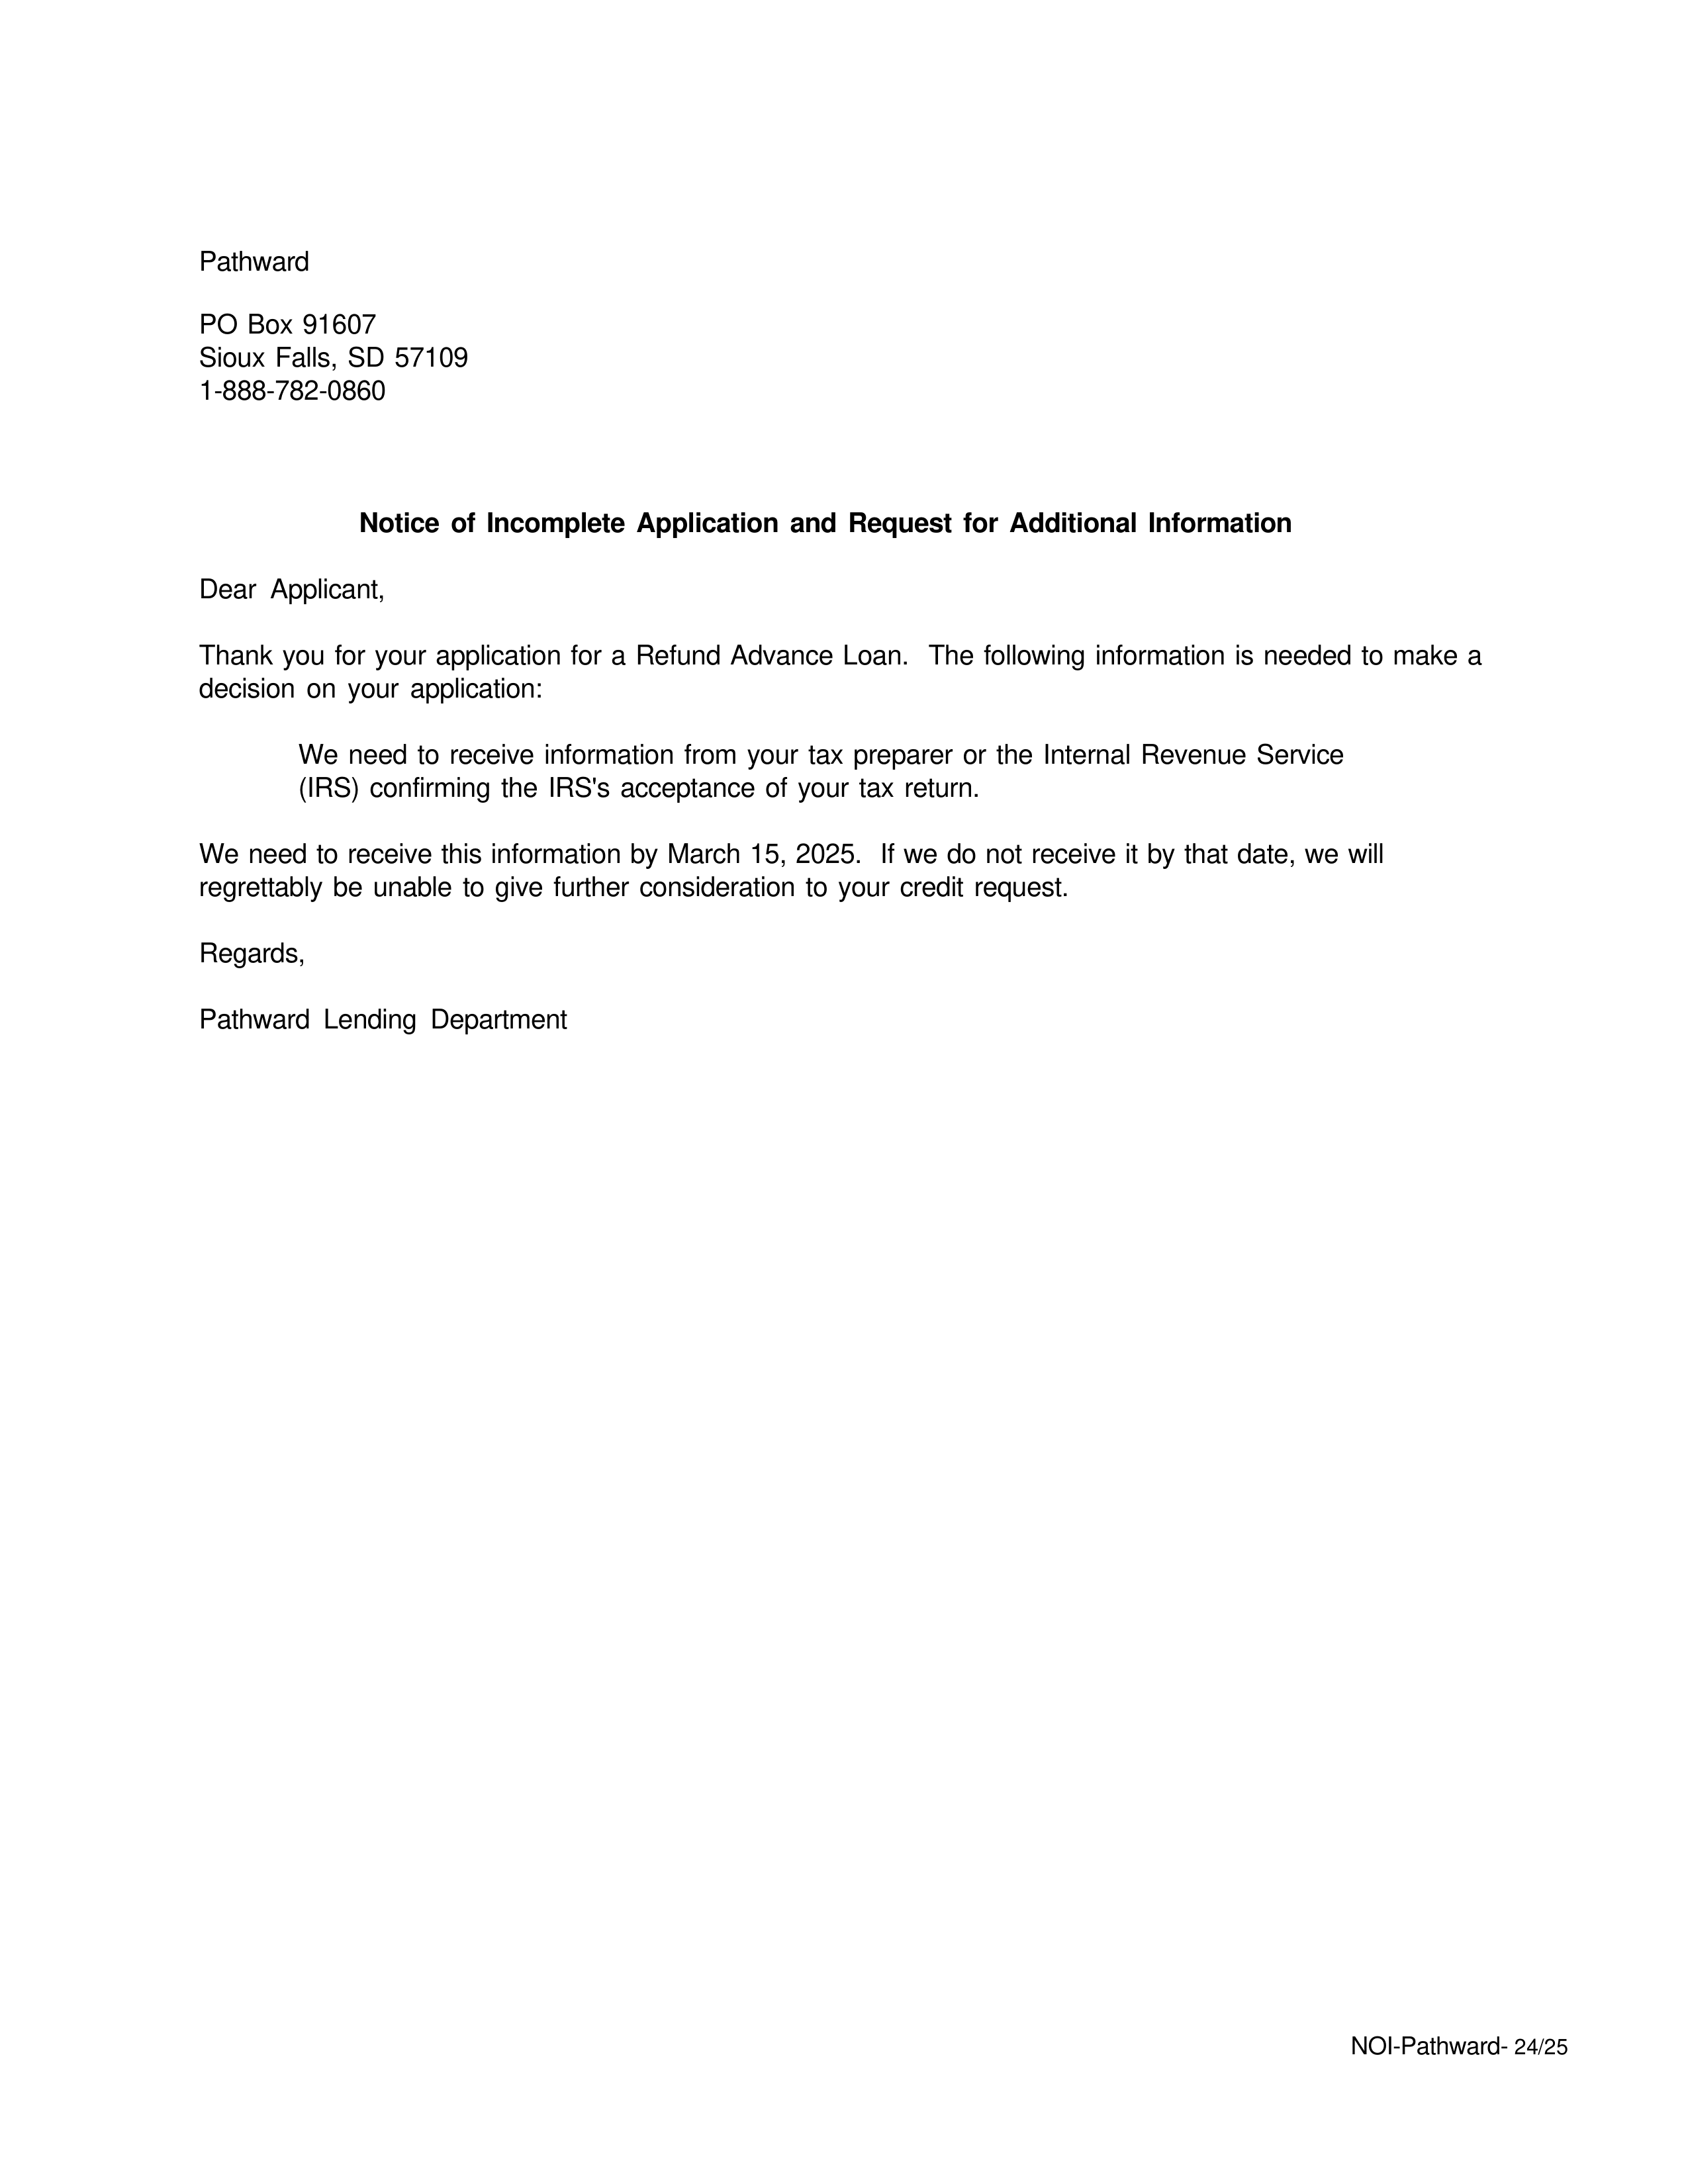 Pathward
PO Box 91607
Sioux Falls, SD 57109
1-888-782-0860
Notice of Incomplete Application and Request for Additional Information
Dear Applicant,
Thank you for your application for a Refund Advance Loan. The following information is needed to make a
decision on your application:
We need to receive information from your tax preparer or the Internal Revenue Service
(IRS) confirming the IRS's acceptance of your tax return.
We need to receive this information by March 15, 2025. If we do not receive it by that date, we will
regrettably be unable to give further consideration to your credit request.
Regards,
Pathward Lending Department
NOI-Pathward- 24/25